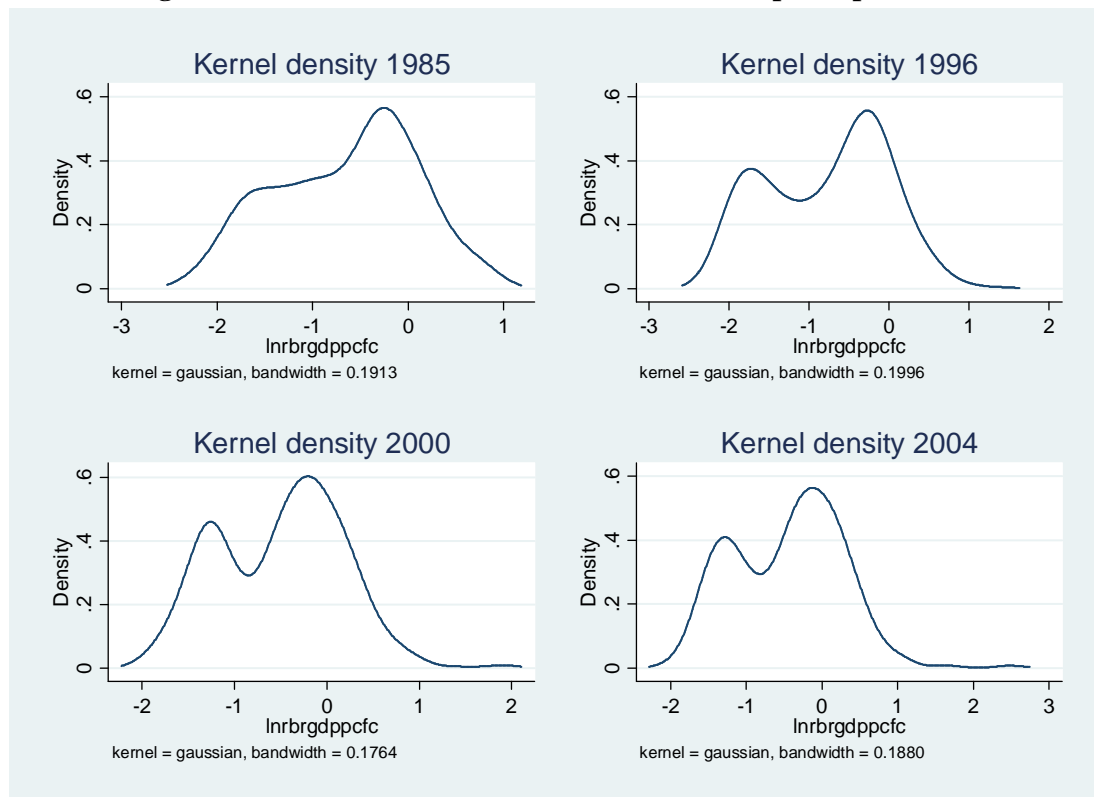 Kernel density 1985
Density
0 .2 .4 .6
-3 -2 -1 0 1
lnrbrgdppcfc
kernel = gaussian, bandwidth = 0.1913
Kernel density 1996
Density
0 .2 .4 .6
-3 -2 -1 0 1 2
lnrbrgdppcfc
kernel = gaussian, bandwidth = 0.1996
Kernel density 2000
Density
0 .2 .4 .6
-2 -1 0 1 2
lnrbrgdppcfc
kernel = gaussian, bandwidth = 0.1764
Kernel density 2004
Density
0 .2 .4 .6
-2 -1 0 1 2 3
lnrbrgdppcfc
kernel = gaussian, bandwidth = 0.1880